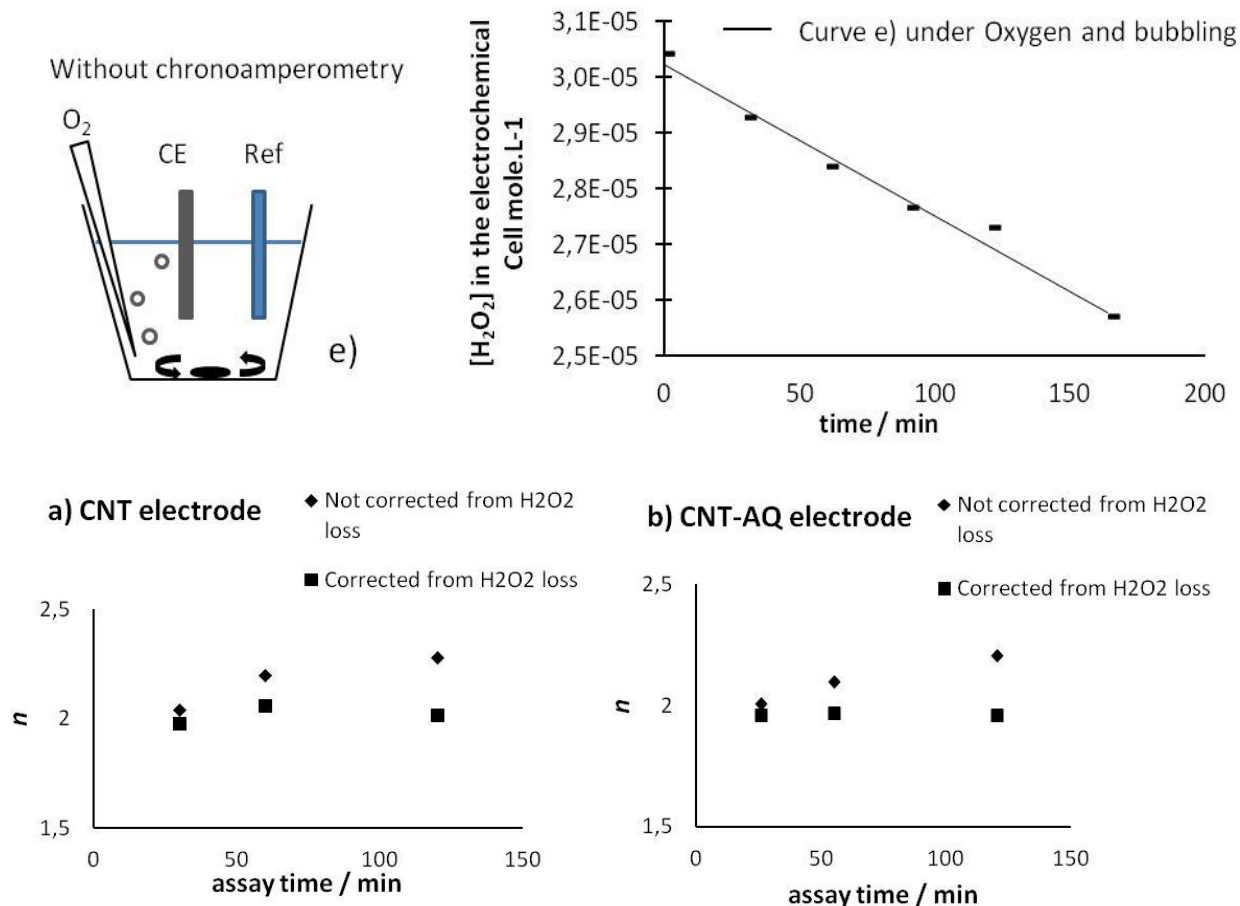 Without chronoamperometry
O₂
CE
Ref
e)
Curve e) under Oxygen and bubbling
[H₂O₂] in the electrochemical
Cell mole.L-1
3,1E-05
3,0E-05
2,9E-05
2,8E-05
2,7E-05
2,6E-05
2,5E-05
0
50
100
150
200
time / min
a) CNT electrode
Not corrected from H2O2
loss
Corrected from H2O2 loss
n
2,5
2
1,5
0
50
100
150
assay time / min
b) CNT-AQ electrode
Not corrected from H2O2
loss
Corrected from H2O2 loss
n
2,5
2
1,5
0
50
100
150
assay time / min